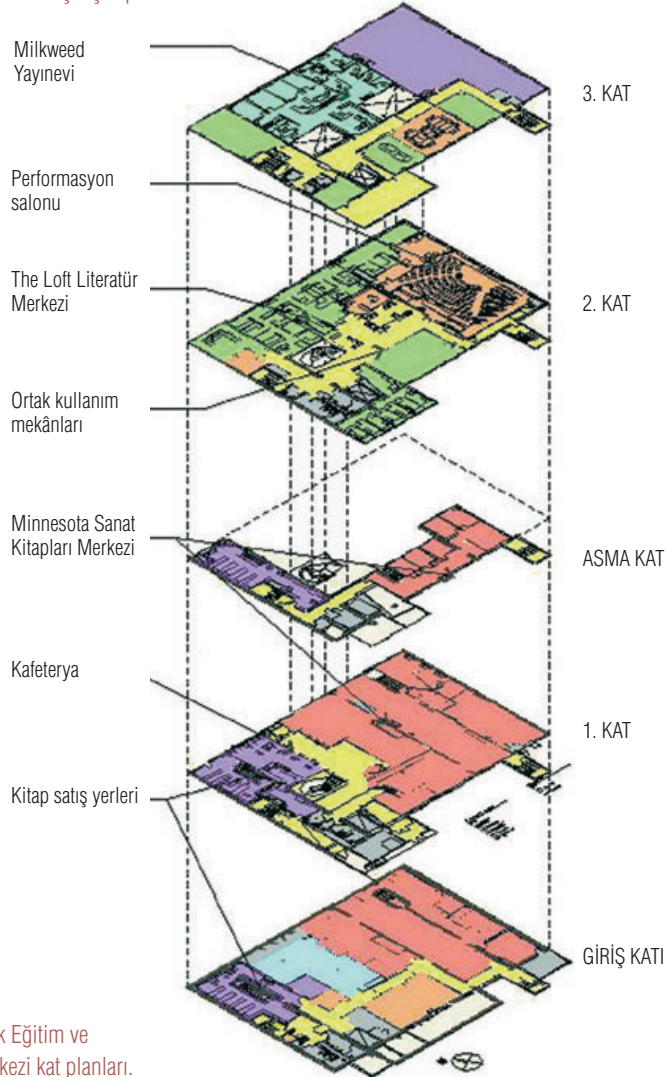 Milkweed
Yayınevi
3. KAT
Performasyon
salonu
The Loft Literatür
Merkezi
2. KAT
Ortak kullanım
mekânları
Minnesota Sanat
Kitapları Merkezi
ASMA KAT
Kafeterya
1. KAT
Kitap satış yerleri
GİRİŞ KATI
k Eğitim ve
kezi kat planları.